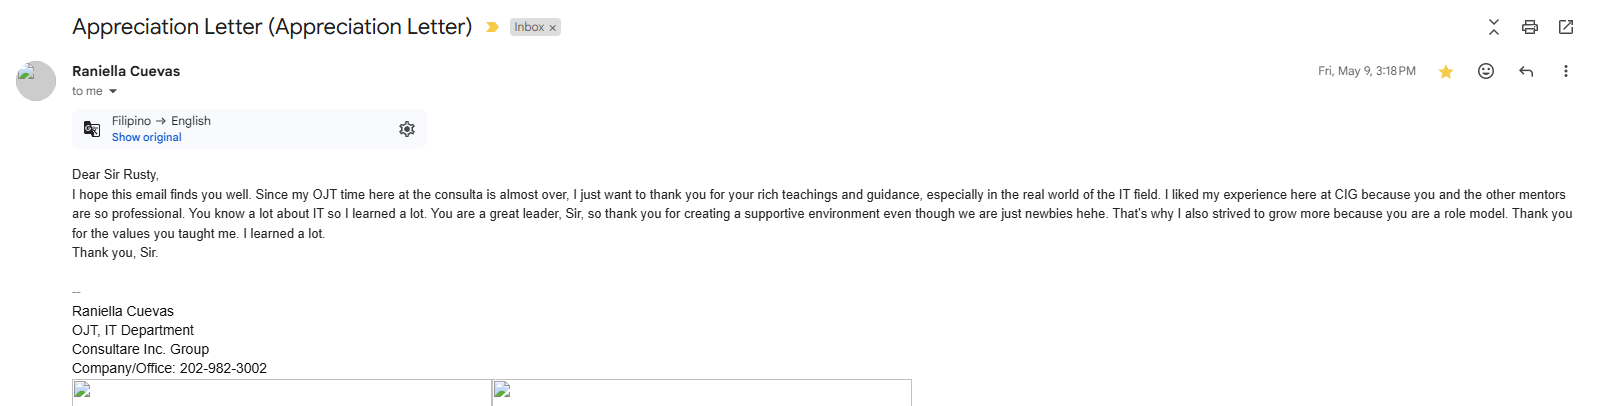 Appreciation Letter (Appreciation Letter)
Inbox ×
Raniella Cuevas
Fri, May 9, 3:18 PM
to me
Filipino → English
Show original
Dear Sir Rusty,
I hope this email finds you well. Since my OJT time here at the consulta is almost over, I just want to thank you for your rich teachings and guidance, especially in the real world of the IT field. I liked my experience here at CIG because you and the other mentors
are so professional. You know a lot about IT so I learned a lot. You are a great leader, Sir, so thank you for creating a supportive environment even though we are just newbies hehe. That's why I also strived to grow more because you are a role model. Thank you
for the values you taught me. I learned a lot.
Thank you, Sir.
--
Raniella Cuevas
OJT, IT Department
Consultare Inc. Group
Company/Office: 202-982-3002